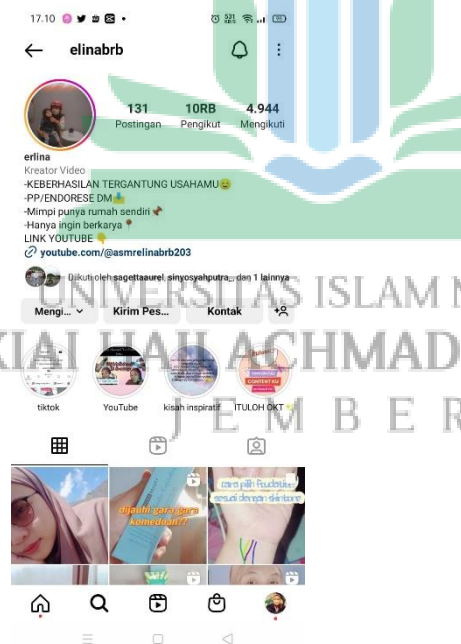 17.10
531
KB/S
elinabrb
131
10RB
4.944
Postingan
Pengikut
Mengikuti
erlina
Kreator Video
-KEBERHASILAN TERGANTUNG USAHAMU
-PP/ENDORESE DM
-Mimpi punya rumah sendiri
-Hanya ingin berkarya
LINK YOUTUBE
youtube.com/@asmrelinabrb203
Diikuti oleh sagettaaurel, sinyosyahputra_, dan 1 lainnya
UNIVERSITAS ISLAM N
Mengi...
Kirim Pes...
Kontak
KIAI HAJI ACHMAD
tiktok
YouTube
kisah inspiratif
ITULOH OKT
JEMBER
dijauhi gara gara
komedoan??
cara pilih
sesuai dengan skintone